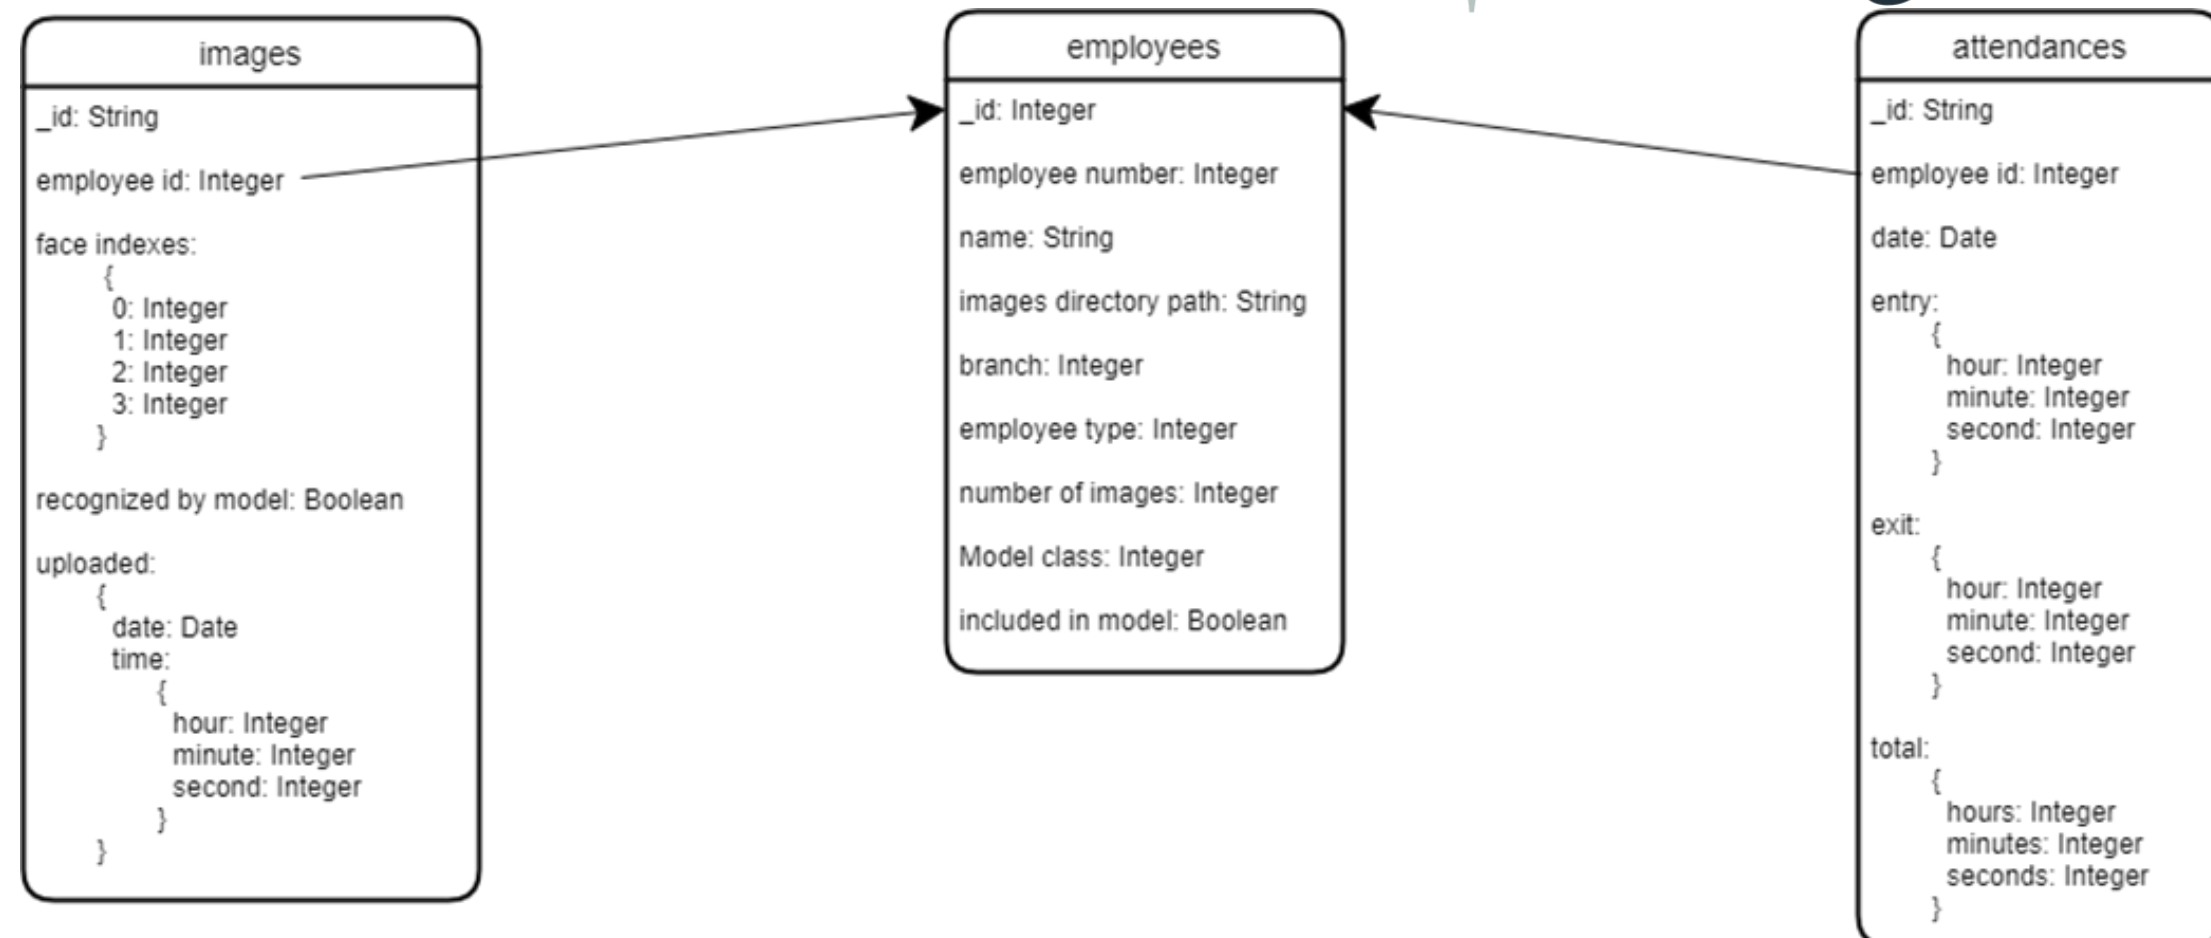 images
_id: String
employee id: Integer
face indexes:
{
0: Integer
1: Integer
2: Integer
3: Integer
}
recognized by model: Boolean
uploaded:
{
date: Date
time:
{
hour: Integer
minute: Integer
second: Integer
}
}
employees
_id: Integer
employee number: Integer
name: String
images directory path: String
branch: Integer
employee type: Integer
number of images: Integer
Model class: Integer
included in model: Boolean
attendances
_id: String
employee id: Integer
date: Date
entry:
{
hour: Integer
minute: Integer
second: Integer
}
exit:
{
hour: Integer
minute: Integer
second: Integer
}
total:
{
hours: Integer
minutes: Integer
seconds: Integer
}